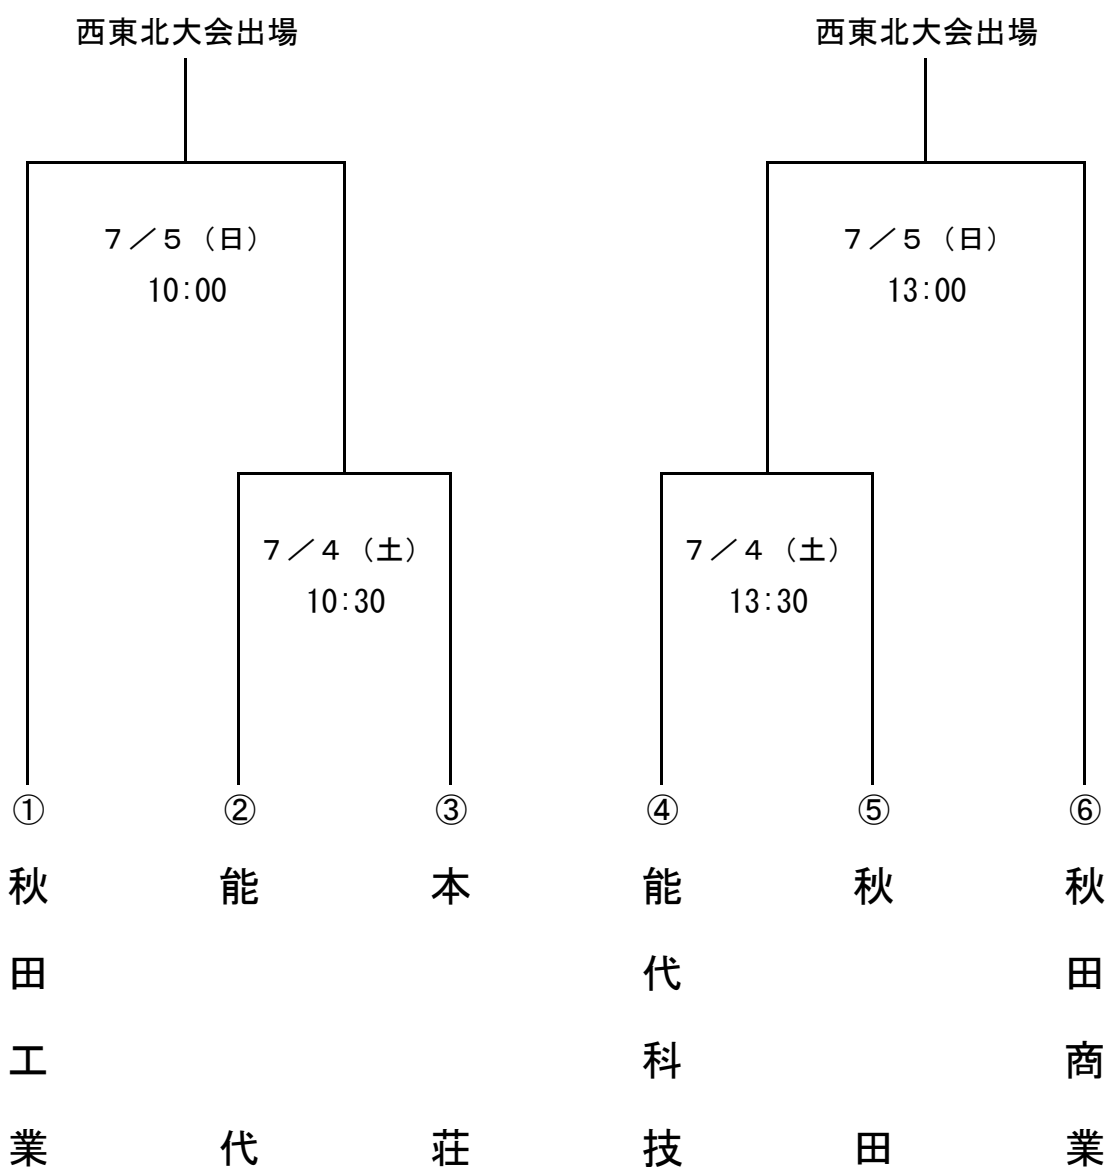 西東北大会出場
西東北大会出場
7／5（日）
10:00
7／5（日）
13:00
7／4（土）
10:30
7／4（土）
13:30
①
秋田工業
②
能代
③
本荘
④
能代科技
⑤
秋田
⑥
秋田商業